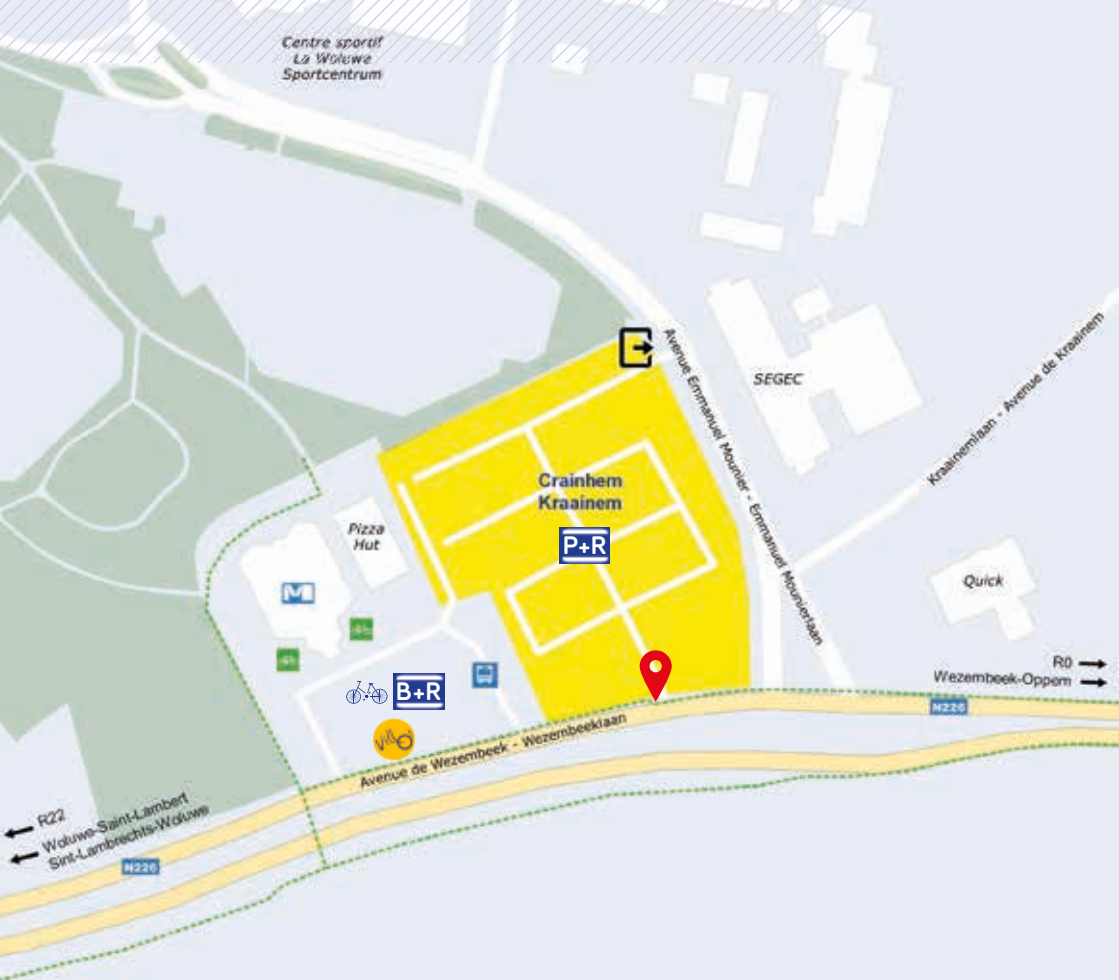 Centre sportif
La Woluwe
Sportcentrum
Avenue Emmanuel Mounier - Emmanuel Mounierlaan
SEGEC
Kraainemlaan - Avenue de Kraainem
Crainhem
Kraainem
P+R
Pizza
Hut
M
Quick
R0
Wezembeek-Oppem
N226
B+R
villo
Avenue de Wezembeek - Wezembeeklaan
R22
Woluwe-Saint-Lambert
Sint-Lambrechts-Woluwe
N226